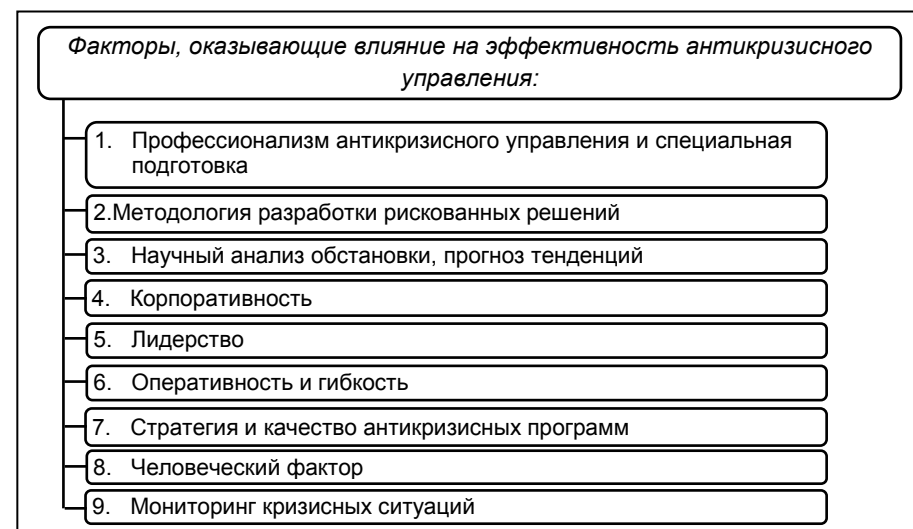 Факторы, оказывающие влияние на эффективность антикризисного
управления:
1. Профессионализм антикризисного управления и специальная
подготовка
2.Методология разработки рискованных решений
3. Научный анализ обстановки, прогноз тенденций
4. Корпоративность
5. Лидерство
6. Оперативность и гибкость
7. Стратегия и качество антикризисных программ
8. Человеческий фактор
9. Мониторинг кризисных ситуаций